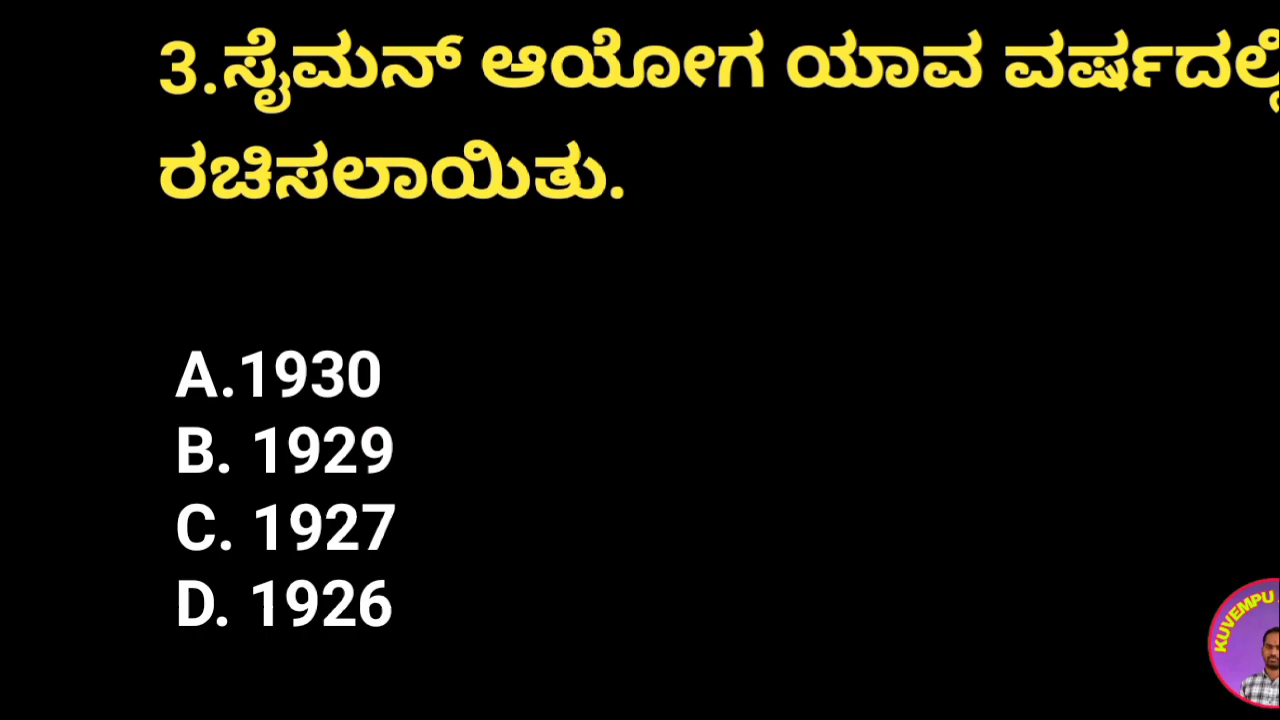 3.ಸೈಮನ್ ಆಯೋಗ ಯಾವ ವರ್ಷದಲ್ಲಿ
ರಚಿಸಲಾಯಿತು.
A.1930
B. 1929
C. 1927
D. 1926
KUVEMPU